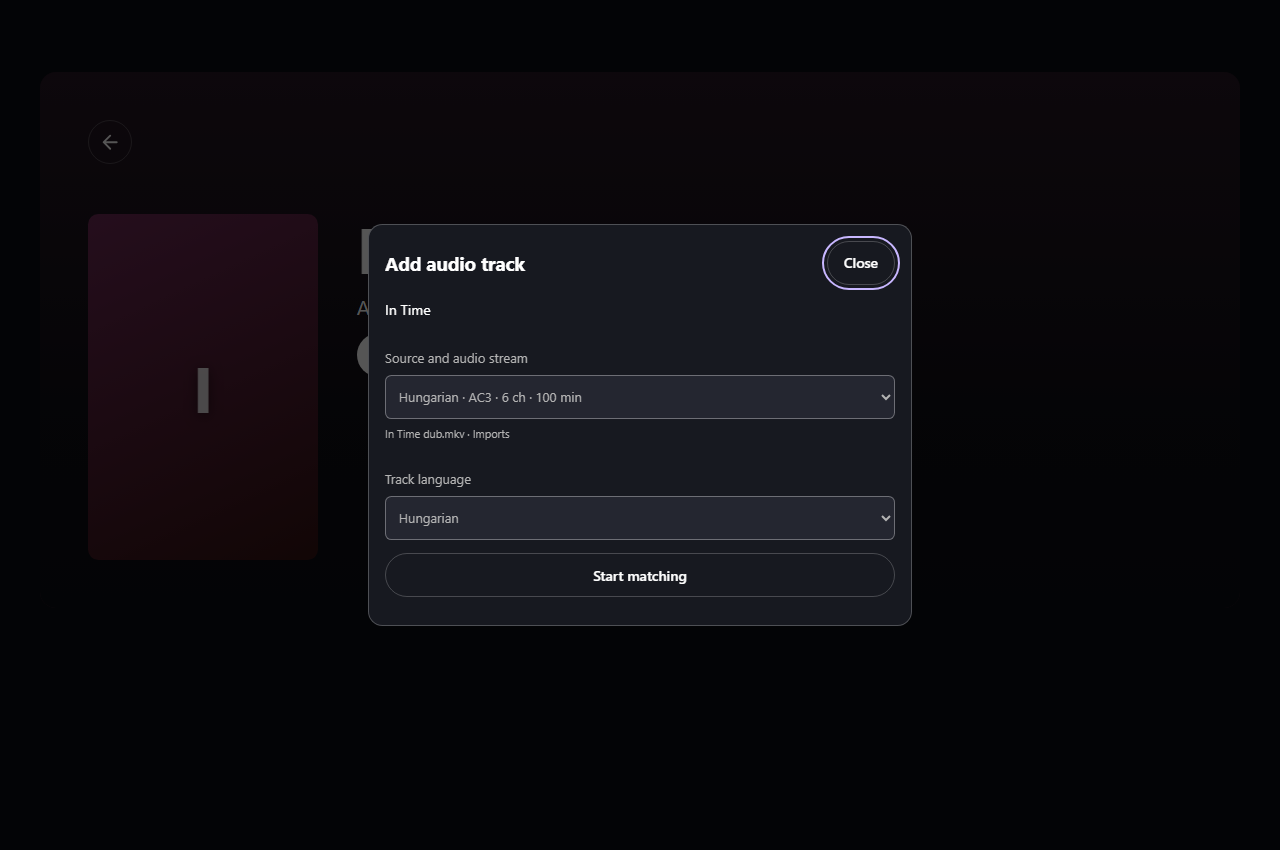 Add audio track
Close
In Time
Source and audio stream
Hungarian · AC3 · 6 ch · 100 min
In Time dub.mkv · Imports
Track language
Hungarian
Start matching
I